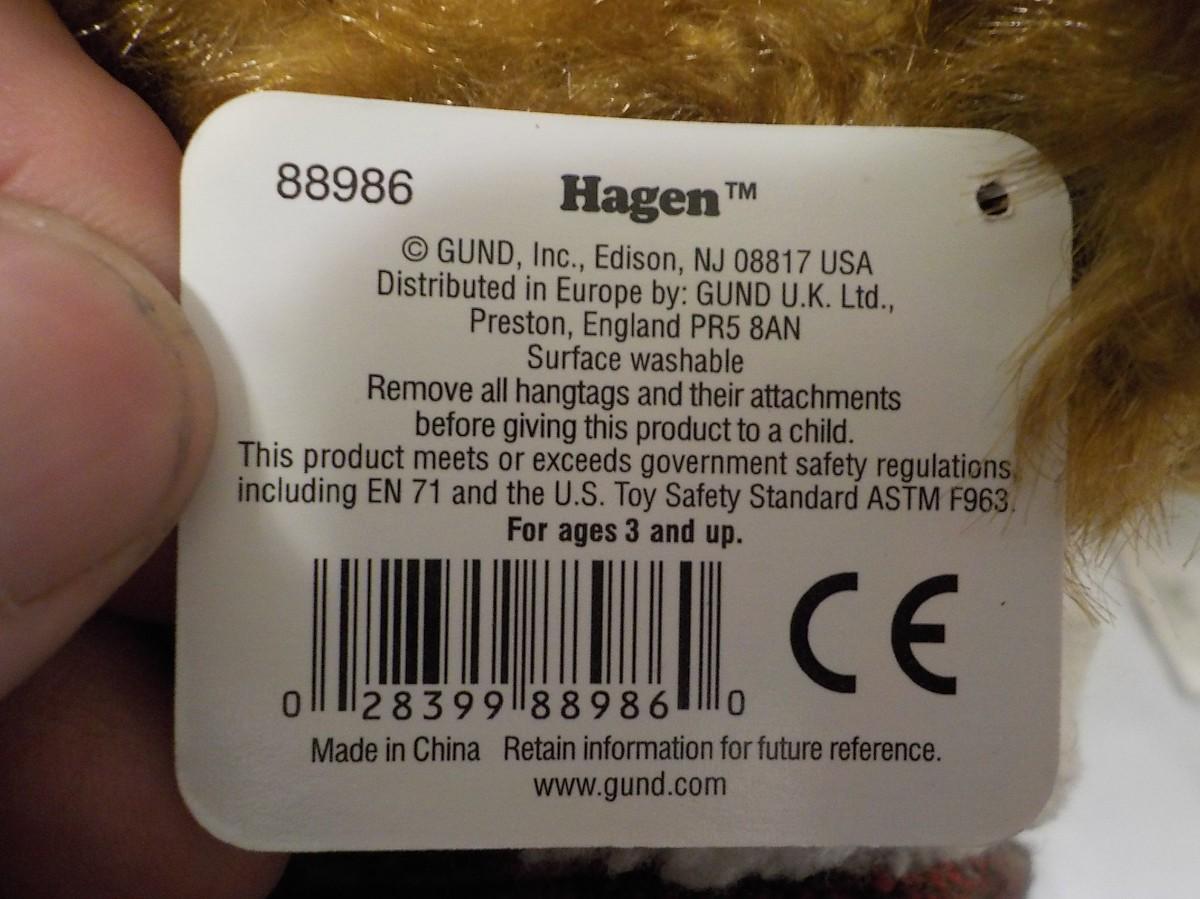 88986 Hagen™
© GUND, Inc., Edison, NJ 08817 USA
Distributed in Europe by: GUND U.K. Ltd.,
Preston, England PR5 8AN
Surface washable
Remove all hangtags and their attachments
before giving this product to a child.
This product meets or exceeds government safety regulations,
including EN 71 and the U.S. Toy Safety Standard ASTM F963.
For ages 3 and up.
CE
0 28399 88986 0
Made in China Retain information for future reference.
www.gund.com